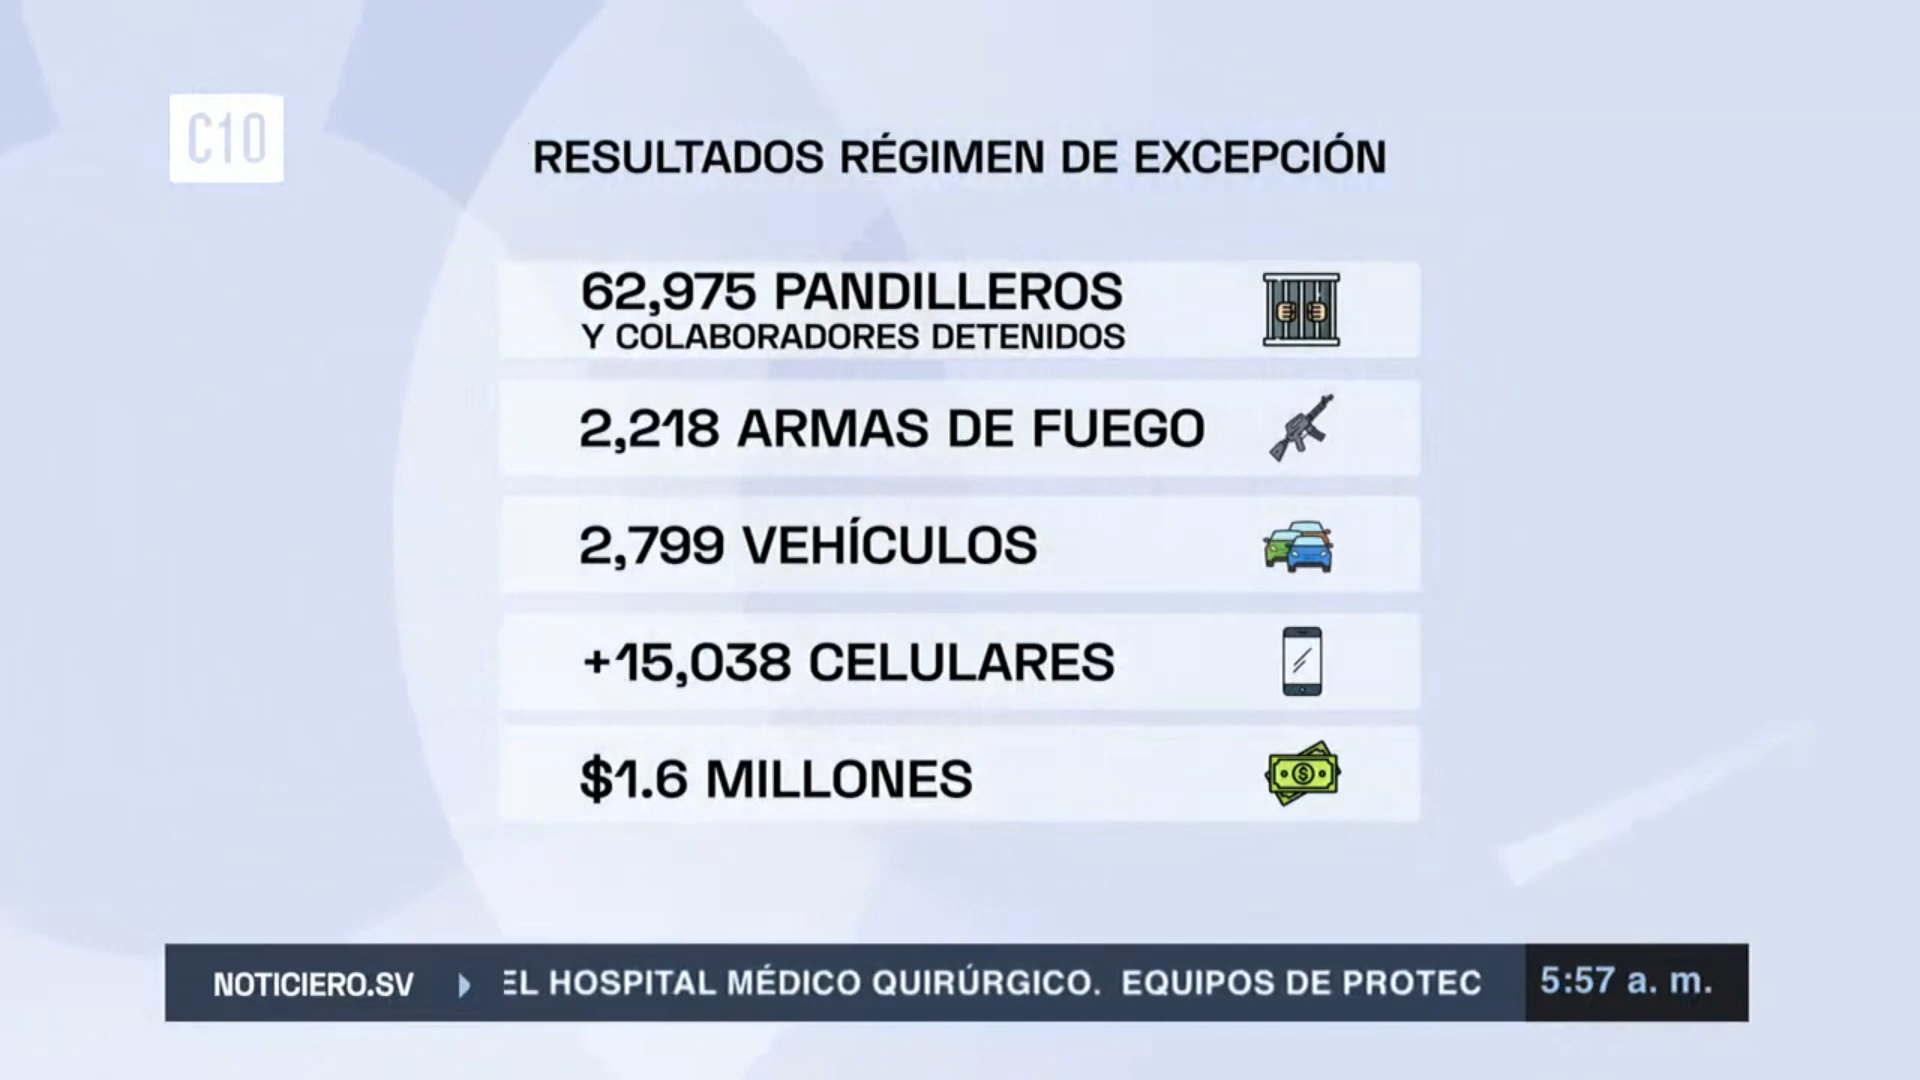 C10
RESULTADOS RÉGIMEN DE EXCEPCIÓN
62,975 PANDILLEROS
Y COLABORADORES DETENIDOS
2,218 ARMAS DE FUEGO
2,799 VEHÍCULOS
+15,038 CELULARES
$1.6 MILLONES
NOTICIERO.SV EL HOSPITAL MÉDICO QUIRÚRGICO. EQUIPOS DE PROTEC 5:57 a. m.